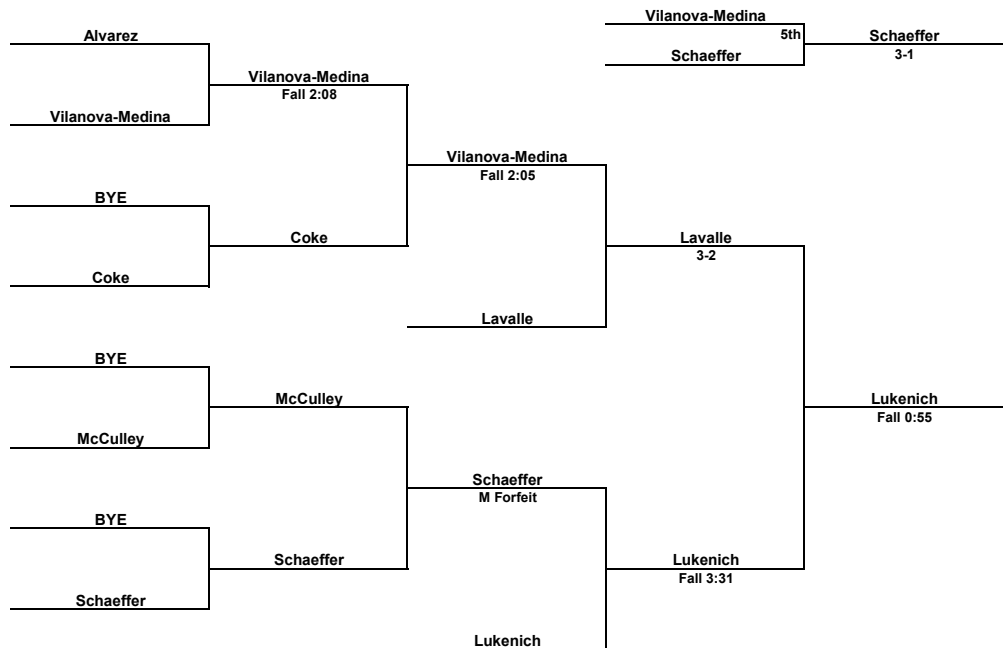 Vilanova-Medina
5th
Schaeffer
Schaeffer
3-1
Alvarez
Vilanova-Medina
Fall 2:08
Vilanova-Medina
Vilanova-Medina
Fall 2:05
BYE
Coke
Coke
Lavalle
3-2
Lavalle
BYE
McCulley
McCulley
Lukenich
Fall 0:55
Schaeffer
M Forfeit
BYE
Schaeffer
Schaeffer
Lukenich
Fall 3:31
Lukenich